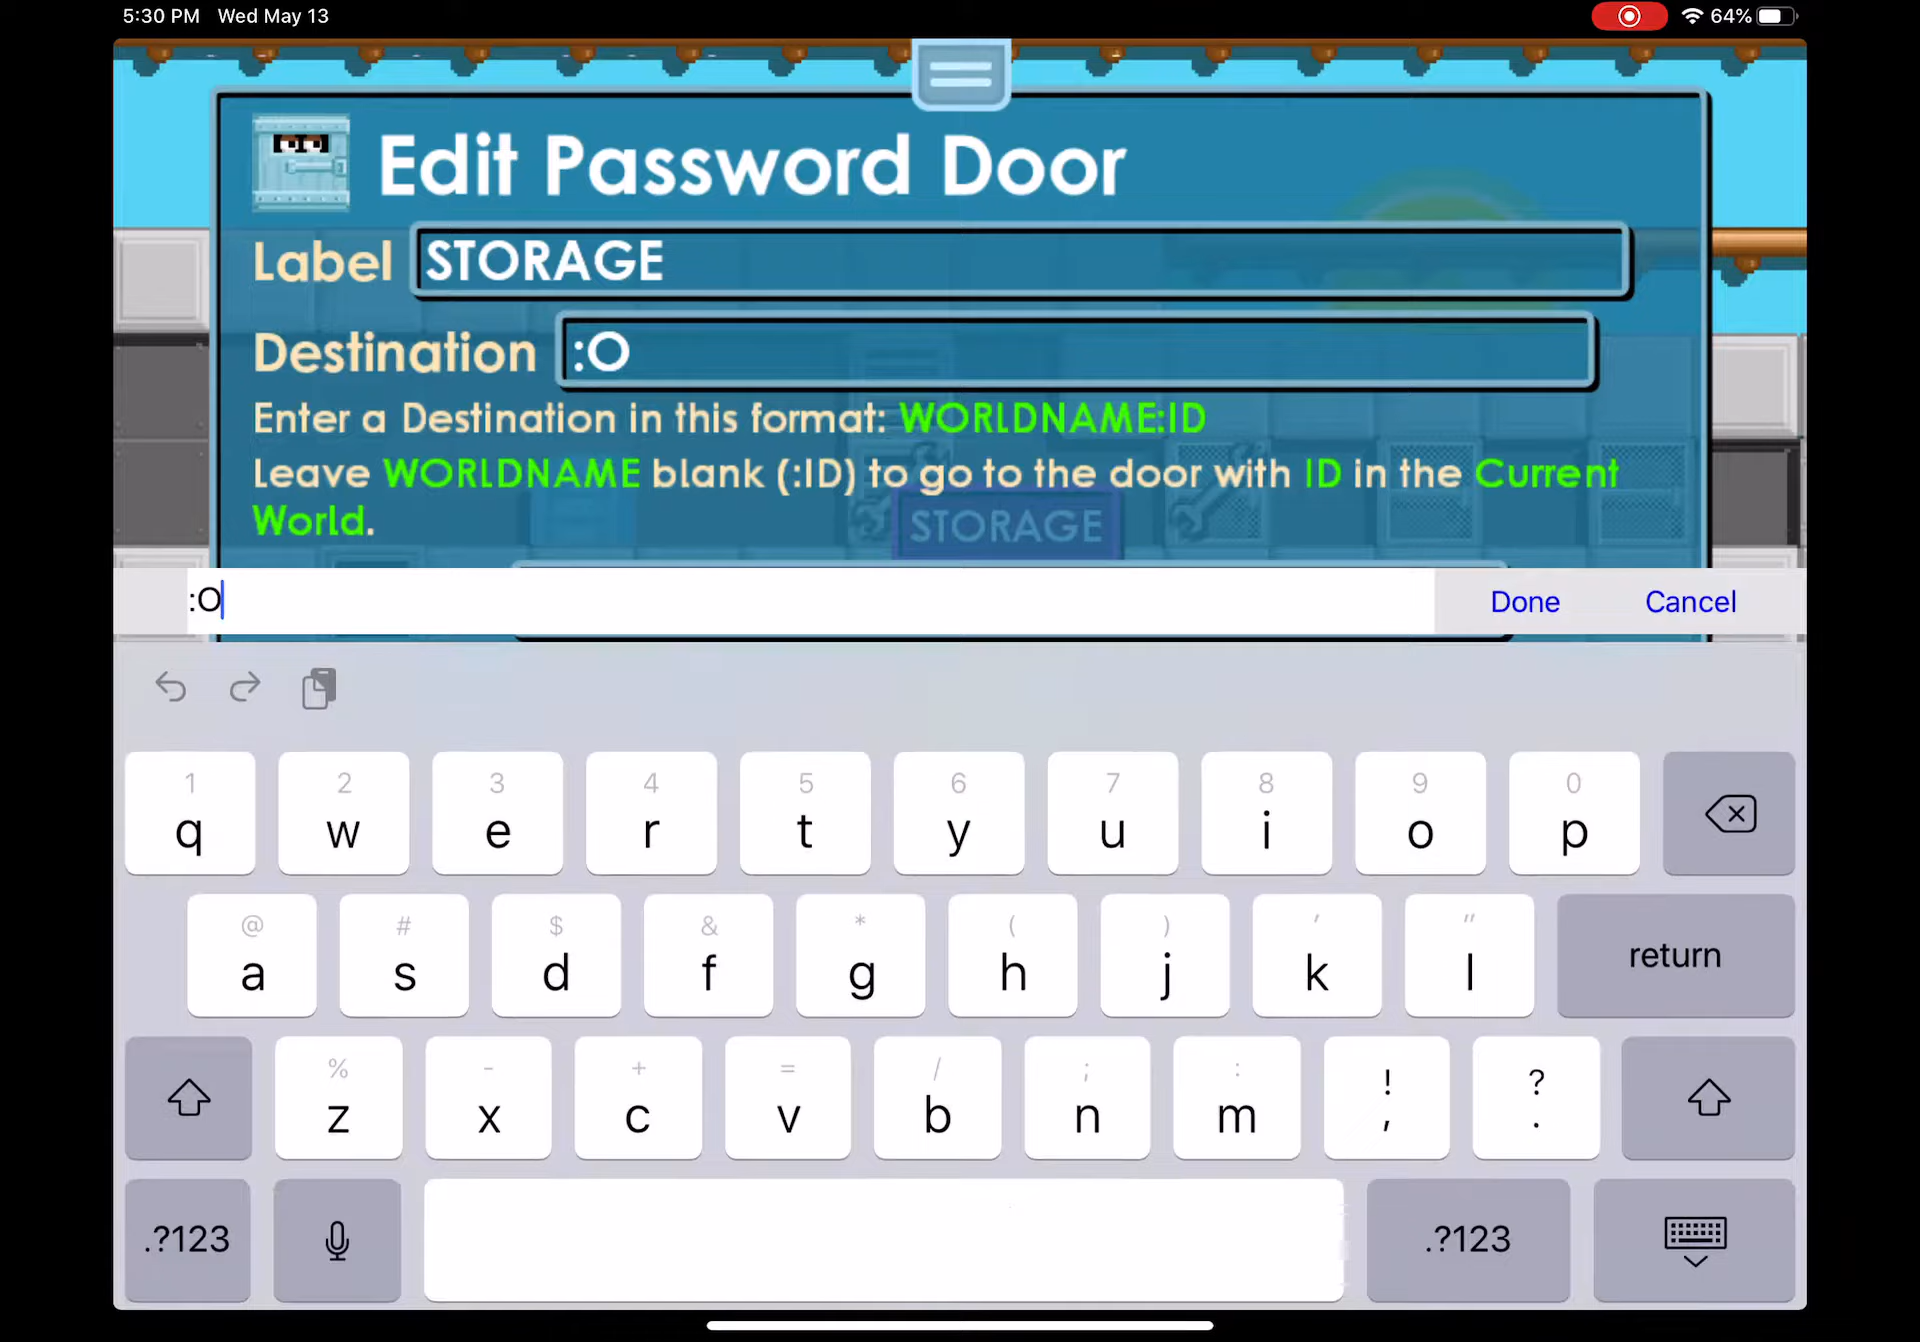 5:30 PM Wed May 13 64%
Edit Password Door
Label STORAGE
Destination :O
Enter a Destination in this format: WORLDNAME:ID
Leave WORLDNAME blank (:ID) to go to the door with ID in the Current
World.
STORAGE
:O Done Cancel
1 2 3 4 5 6 7 8 9 0
q w e r t y u i o p
@ # $ & * ( ) ' "
a s d f g h j k l return
% - + = / ; : ! ?
z x c v b n m , .
.?123 .?123